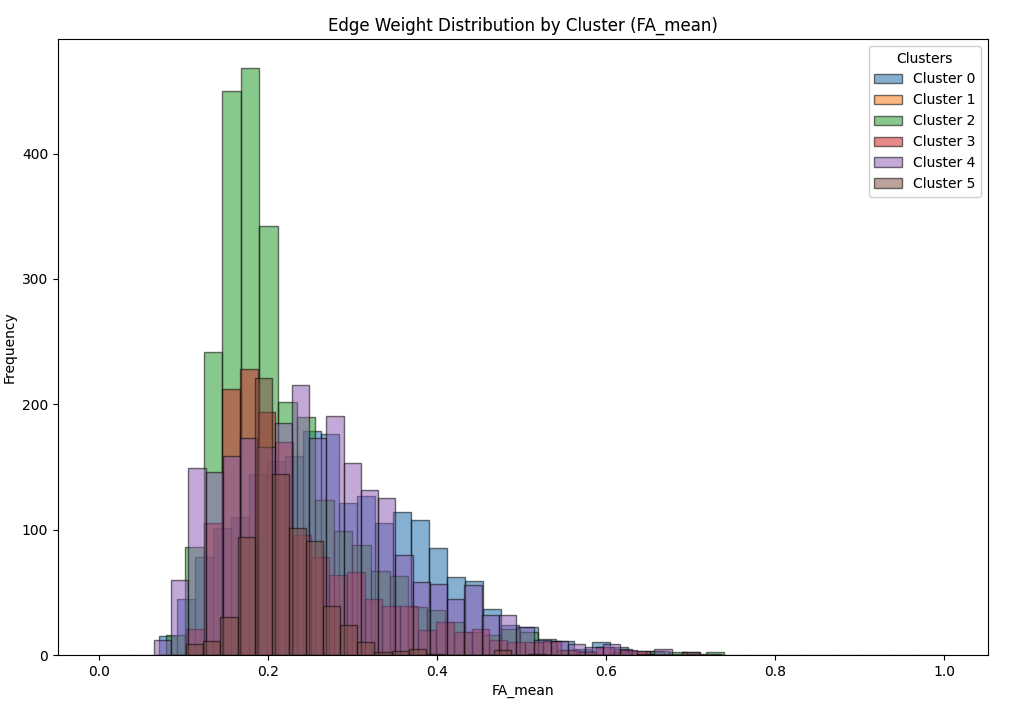 Edge Weight Distribution by Cluster (FA_mean)
Clusters
Cluster 0
Cluster 1
Cluster 2
Cluster 3
Cluster 4
Cluster 5
Frequency
400
300
200
100
0
0.0 0.2 0.4 0.6 0.8 1.0
FA_mean